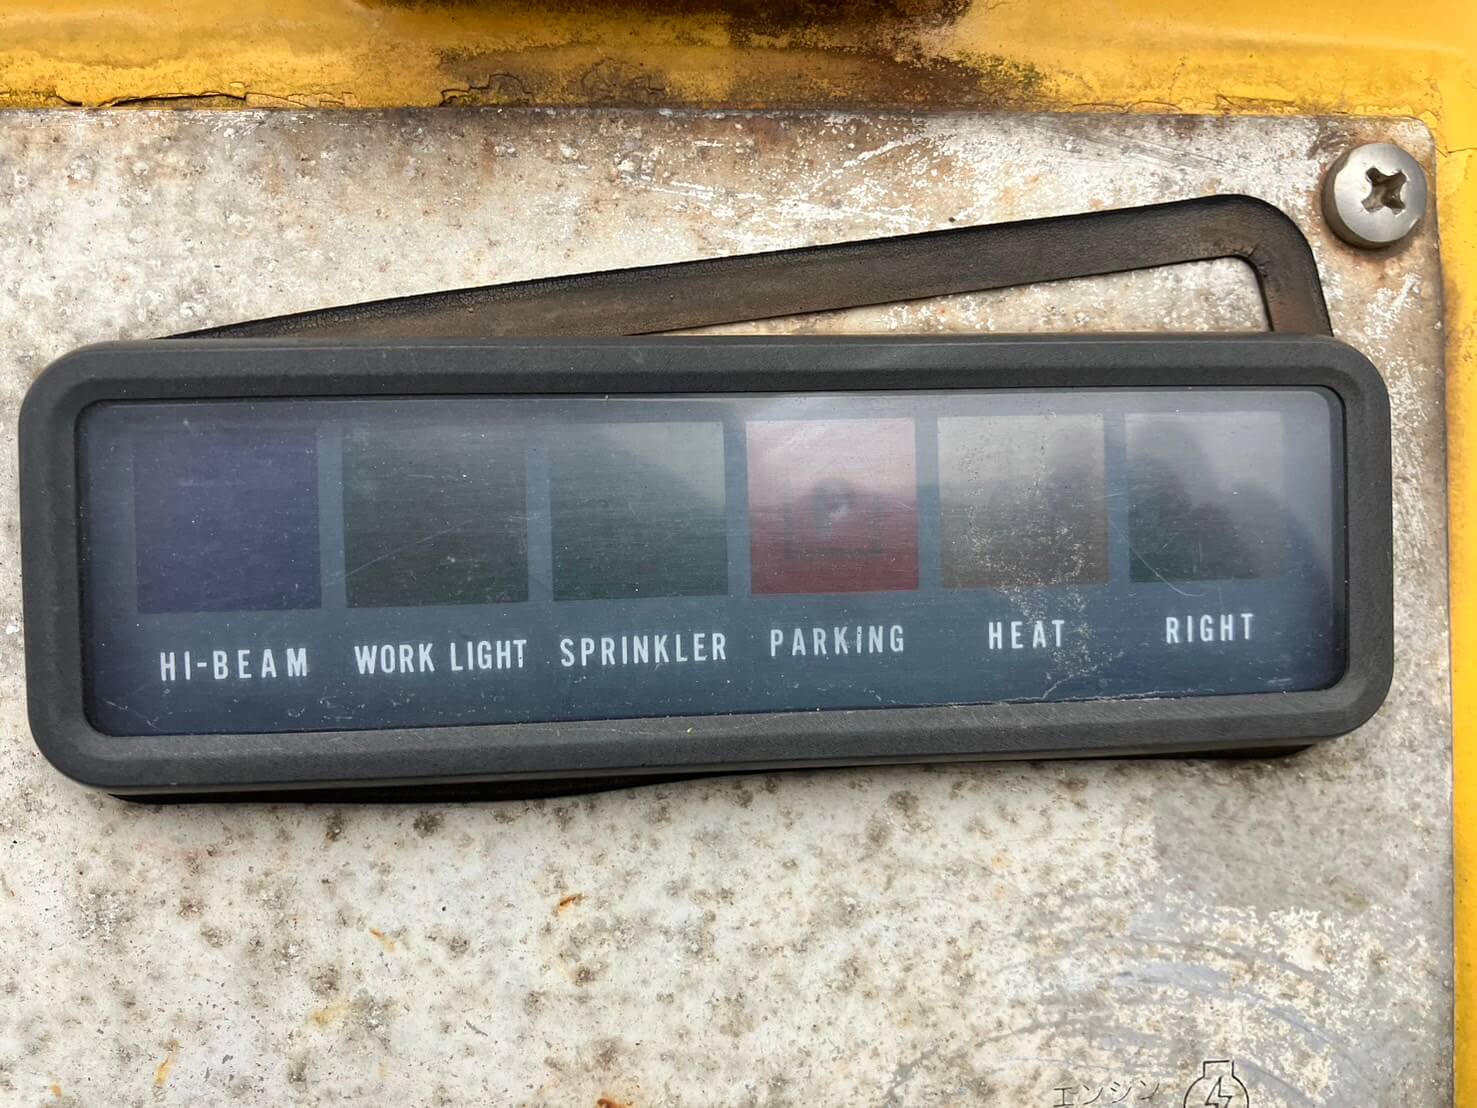 HI-BEAM WORK LIGHT SPRINKLER PARKING HEAT RIGHT
エンジン